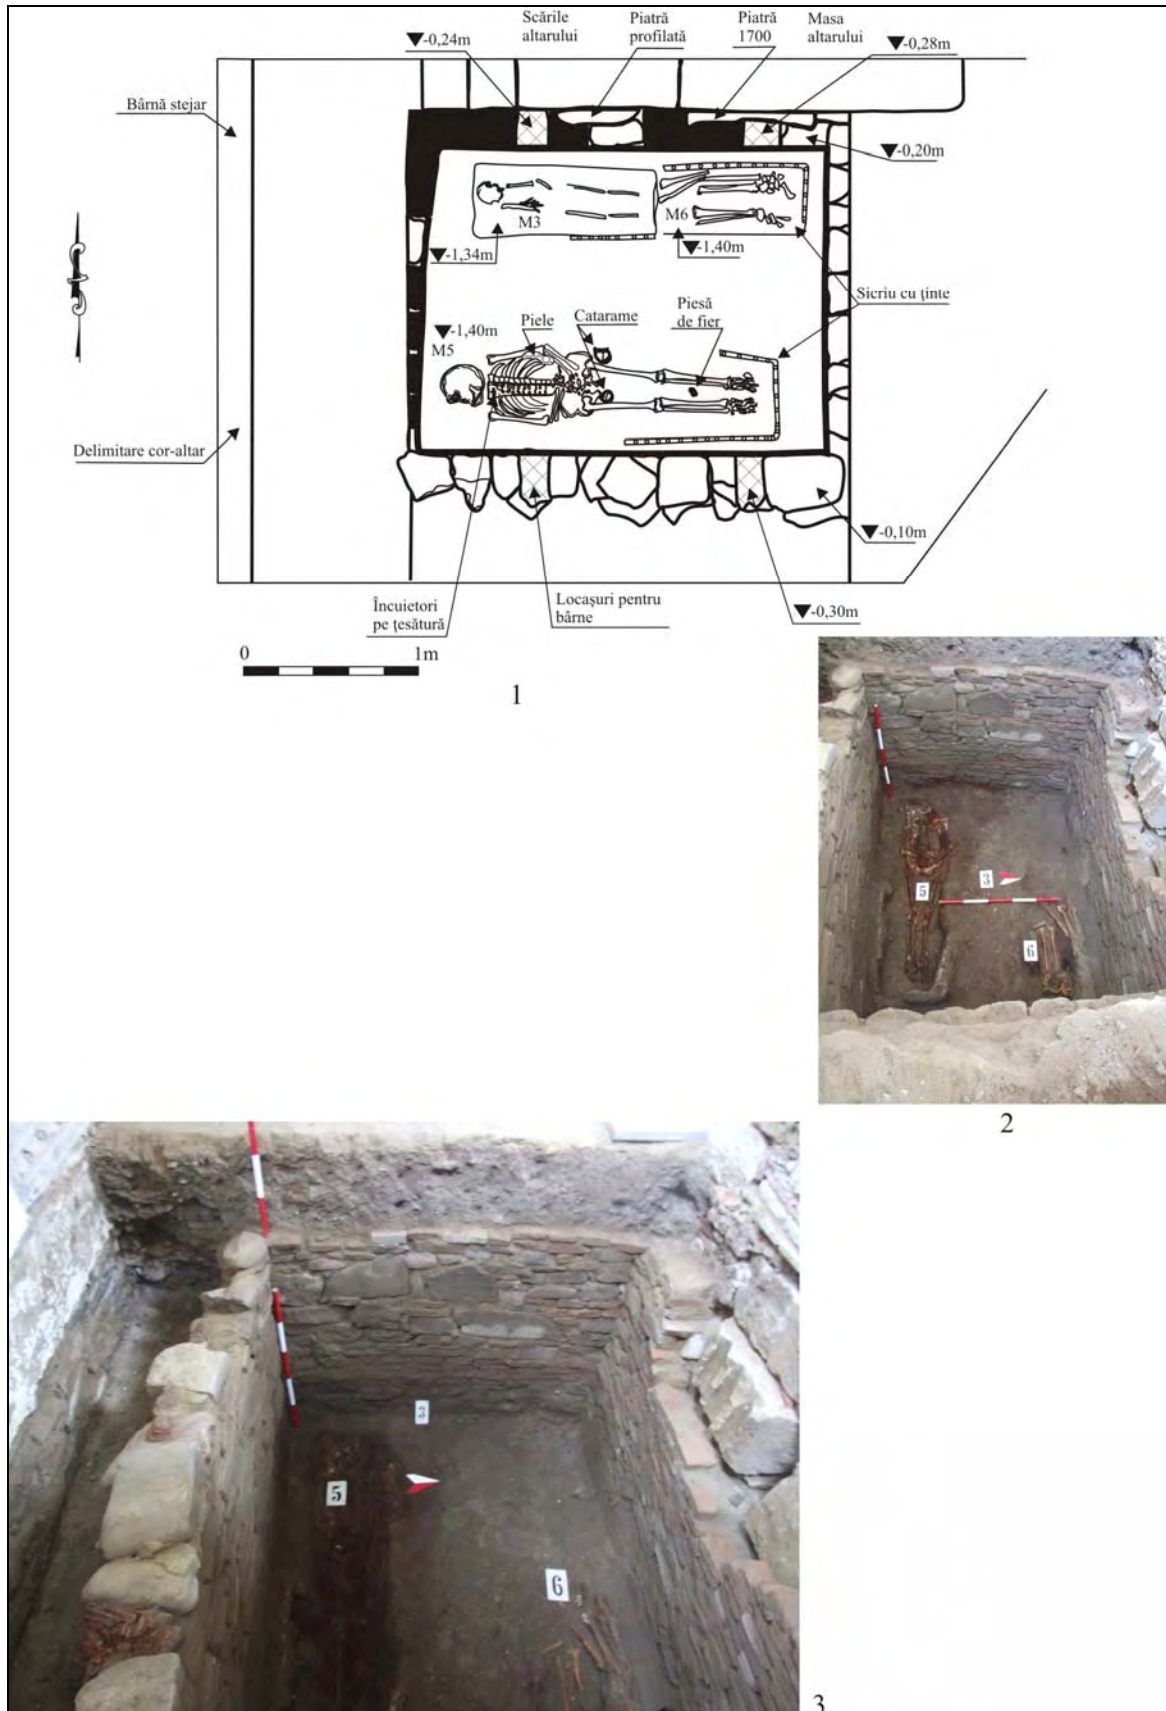 Scările
altarului
Piatră
profilată
Piatră
1700
Masa
altarului
-0,24m
-0,28m
Bârnă stejar
-0,20m
M3
M6
-1,34m
-1,40m
Sicriu cu ținte
Piesă
de fier
Catarame
Piele
-1,40m
M5
Delimitare cor-altar
-0,10m
Încuietori
pe țesătură
Locașuri pentru
bârne
-0,30m
0 1m
1
5
3
6
2
3
5
6
3